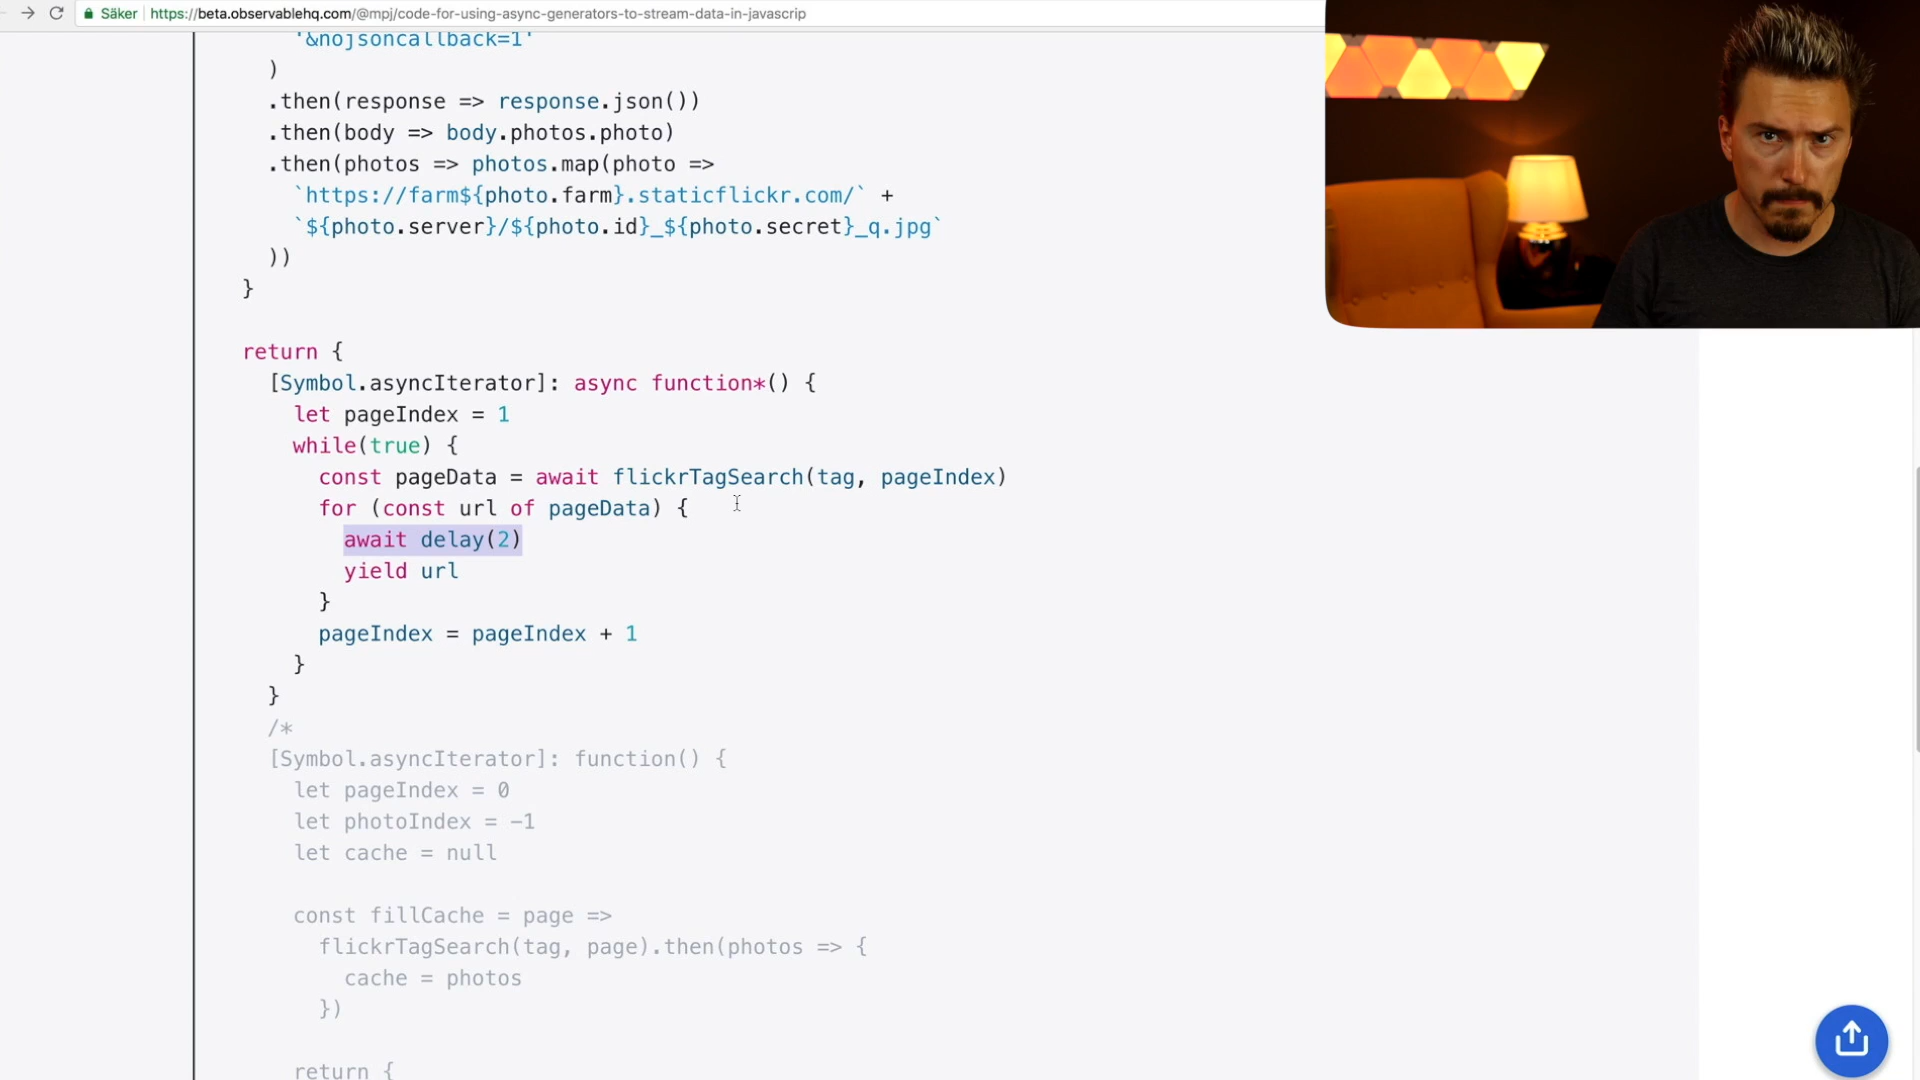 Säker
https://beta.observablehq.com/@mpj/code-for-using-async-generators-to-stream-data-in-javascrip
'&nojsoncallback=1'
)
.then(response => response.json())
.then(body => body.photos.photo)
.then(photos => photos.map(photo =>
`https://farm${photo.farm}.staticflickr.com/` +
`${photo.server}/${photo.id}_${photo.secret}_q.jpg`
))
}
return {
[Symbol.asyncIterator]: async function*() {
let pageIndex = 1
while(true) {
const pageData = await flickrTagSearch(tag, pageIndex)
for (const url of pageData) {
await delay(2)
yield url
}
pageIndex = pageIndex + 1
}
}
/*
[Symbol.asyncIterator]: function() {
let pageIndex = 0
let photoIndex = -1
let cache = null
const fillCache = page =>
flickrTagSearch(tag, page).then(photos => {
cache = photos
})
return {